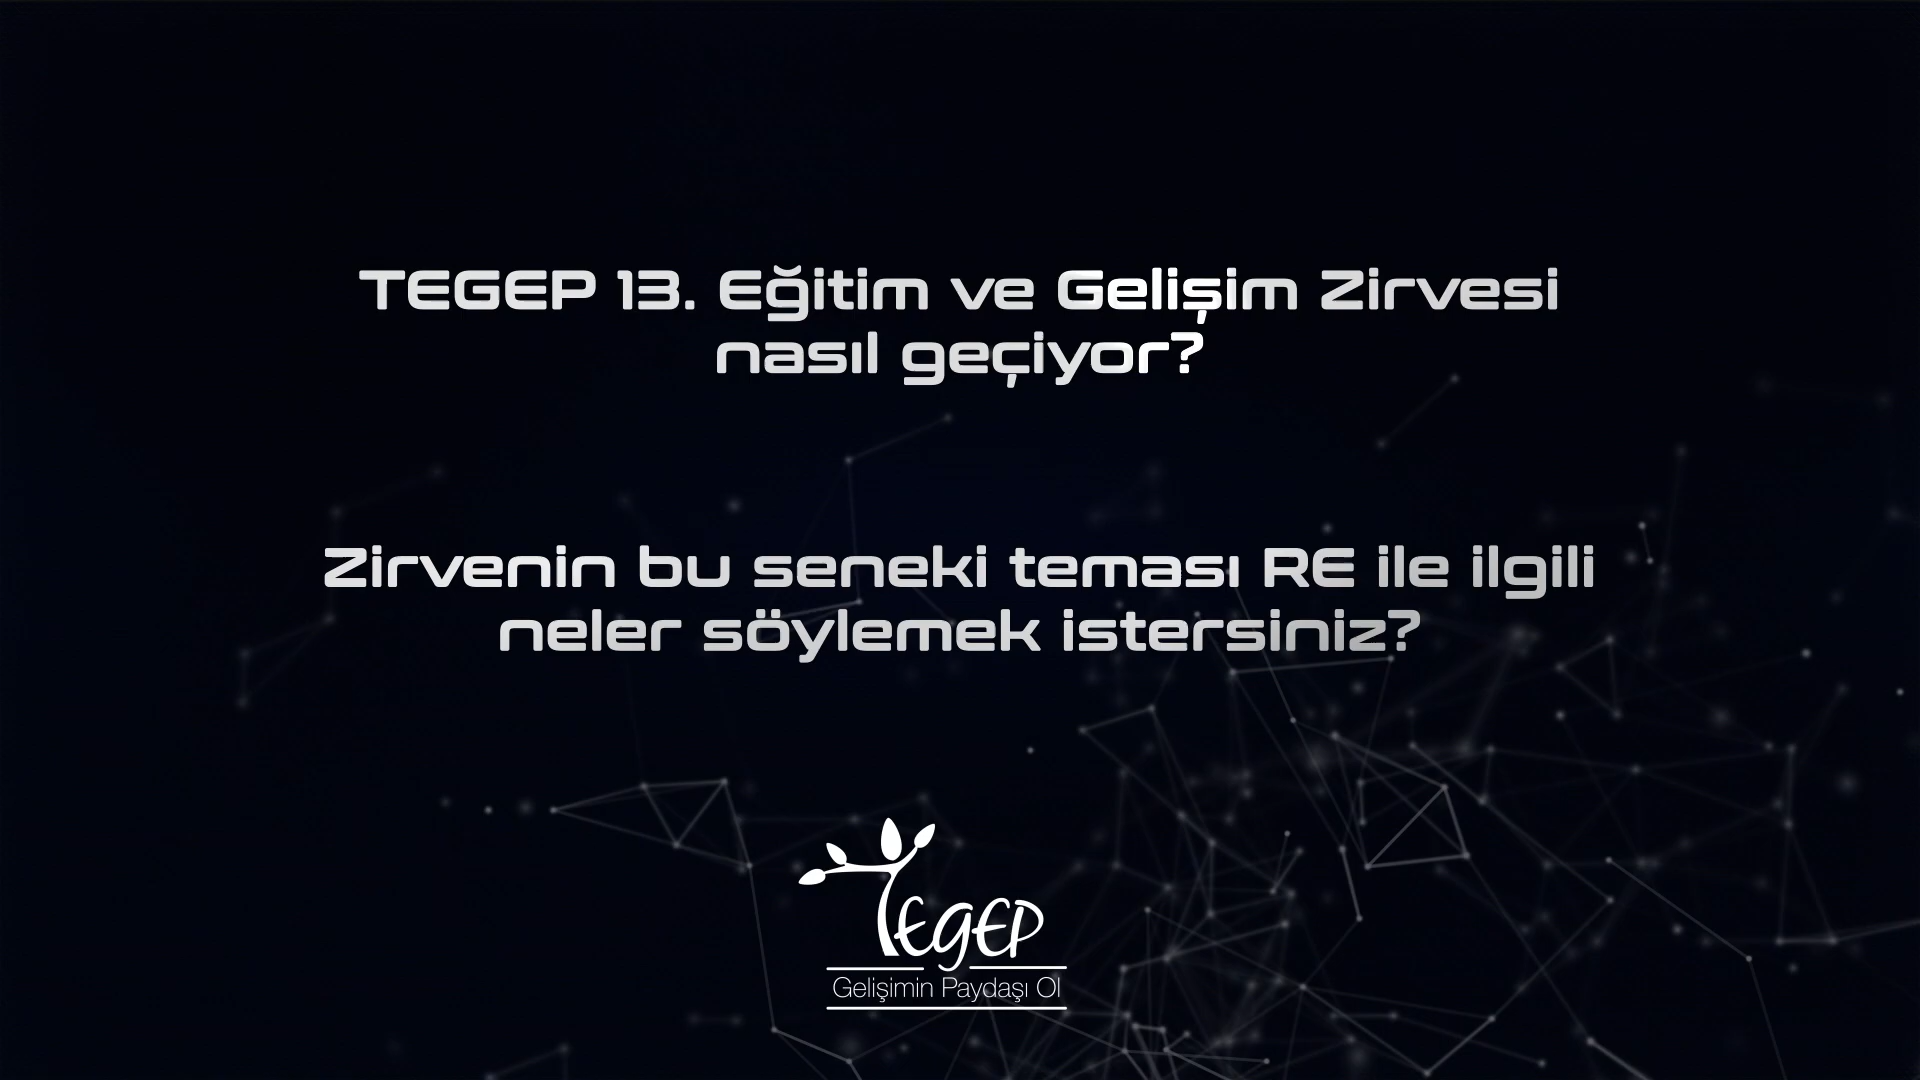 TEGEP 13. Eğitim ve Gelişim Zirvesi
nasıl geçiyor?
Zirvenin bu seneki teması RE ile ilgili
neler söylemek istersiniz?
TEGEP
Gelişimin Paydaşı Ol